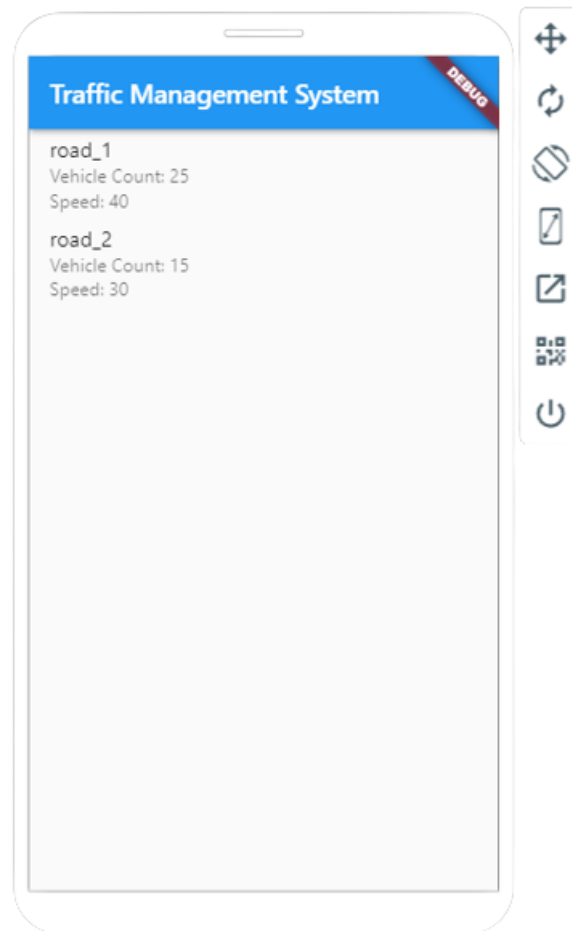 Traffic Management System
DEBUG
road_1
Vehicle Count: 25
Speed: 40
road_2
Vehicle Count: 15
Speed: 30